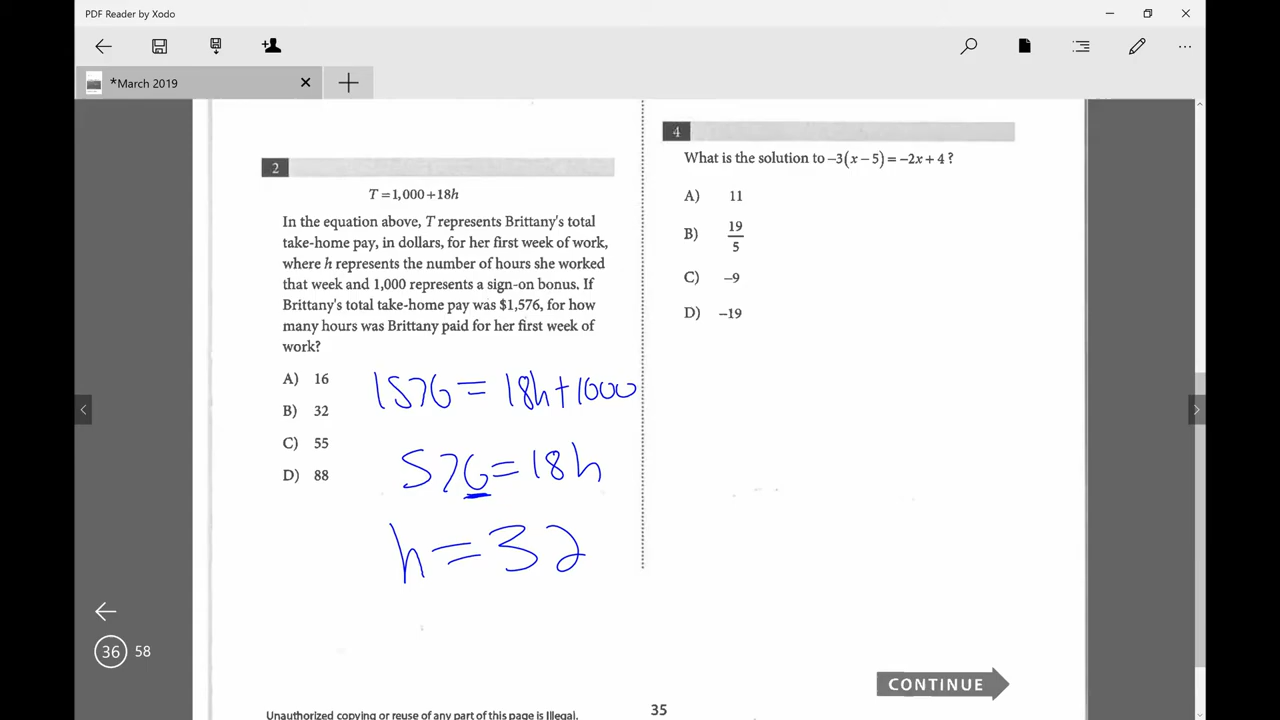 PDF Reader by Xodo
*March 2019
2
T = 1,000 + 18h
In the equation above, T represents Brittany's total
take-home pay, in dollars, for her first week of work,
where h represents the number of hours she worked
that week and 1,000 represents a sign-on bonus. If
Brittany's total take-home pay was $1,576, for how
many hours was Brittany paid for her first week of
work?
A) 16
B) 32
C) 55
D) 88
1576 = 18h+1000
576 = 18h
h = 32
4
What is the solution to −3(x − 5) = −2x + 4 ?
A) 11
B) 19/5
C) −9
D) −19
36 58
CONTINUE
Unauthorized copying or reuse of any part of this page is Illegal.
35